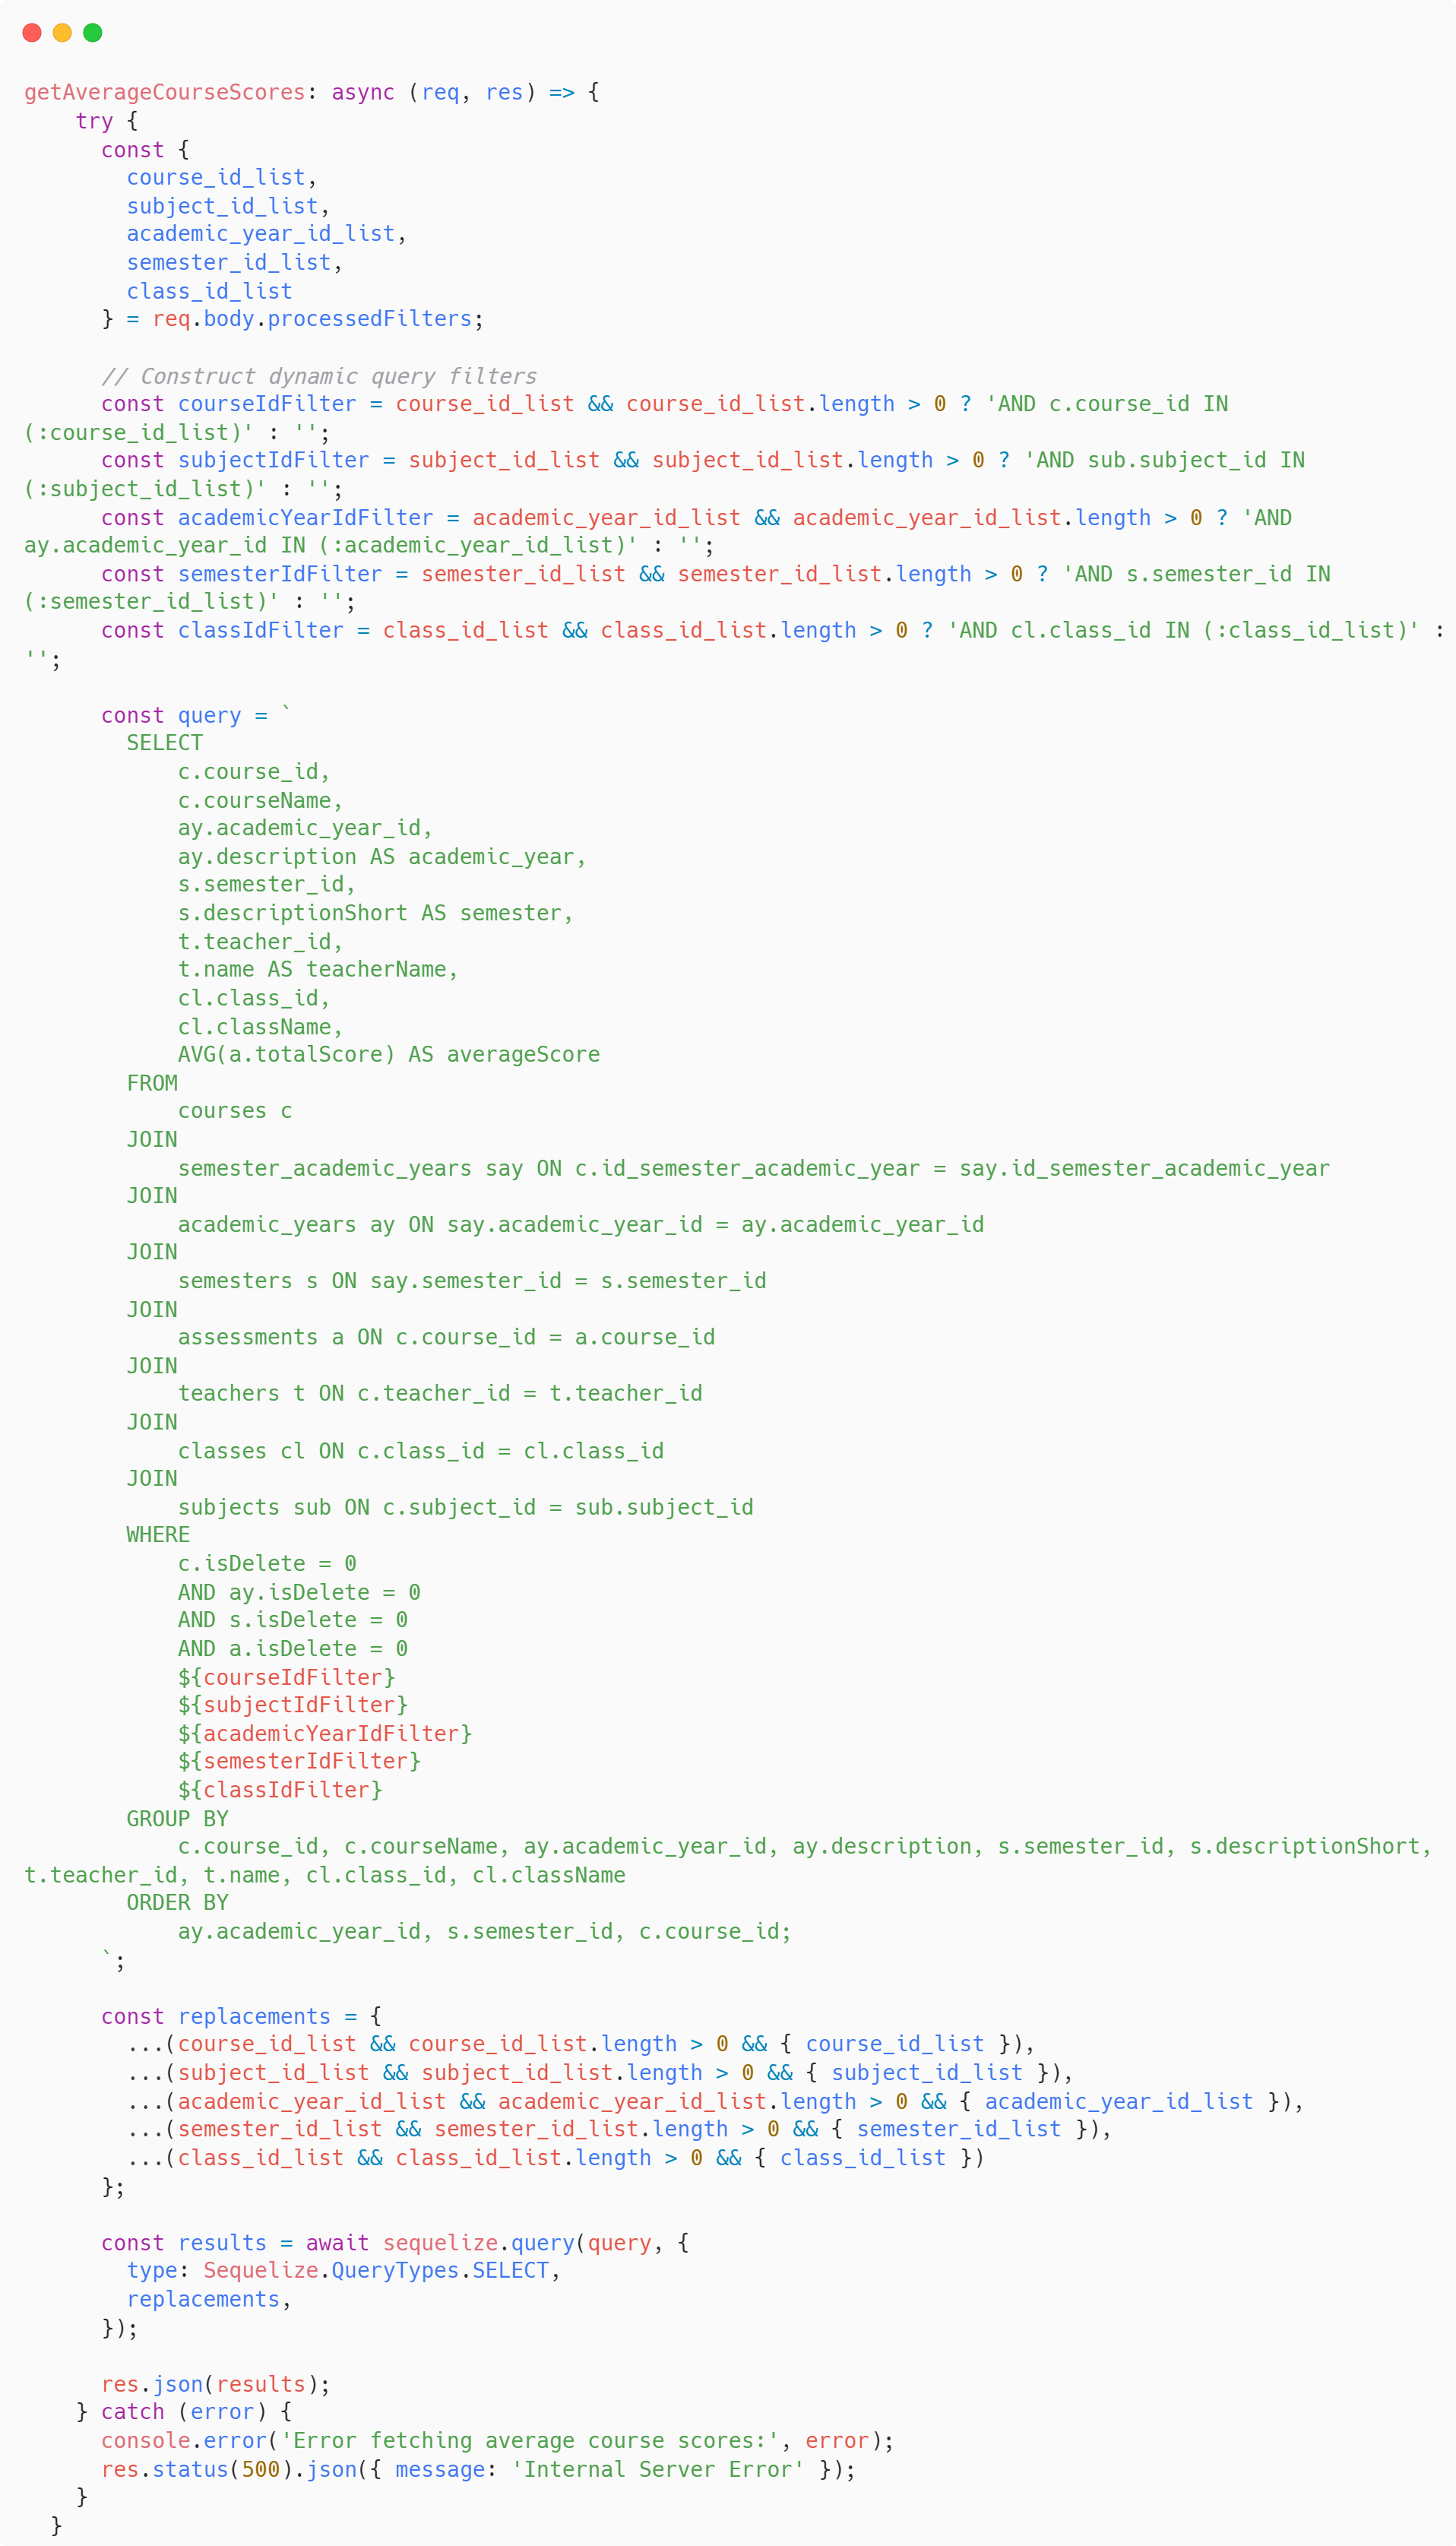 getAverageCourseScores: async (req, res) => {
    try {
      const {
        course_id_list,
        subject_id_list,
        academic_year_id_list,
        semester_id_list,
        class_id_list
      } = req.body.processedFilters;

      // Construct dynamic query filters
      const courseIdFilter = course_id_list && course_id_list.length > 0 ? 'AND c.course_id IN
(:course_id_list)' : '';
      const subjectIdFilter = subject_id_list && subject_id_list.length > 0 ? 'AND sub.subject_id IN
(:subject_id_list)' : '';
      const academicYearIdFilter = academic_year_id_list && academic_year_id_list.length > 0 ? 'AND
ay.academic_year_id IN (:academic_year_id_list)' : '';
      const semesterIdFilter = semester_id_list && semester_id_list.length > 0 ? 'AND s.semester_id IN
(:semester_id_list)' : '';
      const classIdFilter = class_id_list && class_id_list.length > 0 ? 'AND cl.class_id IN (:class_id_list)' :
'';

      const query = `
        SELECT
            c.course_id,
            c.courseName,
            ay.academic_year_id,
            ay.description AS academic_year,
            s.semester_id,
            s.descriptionShort AS semester,
            t.teacher_id,
            t.name AS teacherName,
            cl.class_id,
            cl.className,
            AVG(a.totalScore) AS averageScore
        FROM
            courses c
        JOIN
            semester_academic_years say ON c.id_semester_academic_year = say.id_semester_academic_year
        JOIN
            academic_years ay ON say.academic_year_id = ay.academic_year_id
        JOIN
            semesters s ON say.semester_id = s.semester_id
        JOIN
            assessments a ON c.course_id = a.course_id
        JOIN
            teachers t ON c.teacher_id = t.teacher_id
        JOIN
            classes cl ON c.class_id = cl.class_id
        JOIN
            subjects sub ON c.subject_id = sub.subject_id
        WHERE
            c.isDelete = 0
            AND ay.isDelete = 0
            AND s.isDelete = 0
            AND a.isDelete = 0
            ${courseIdFilter}
            ${subjectIdFilter}
            ${academicYearIdFilter}
            ${semesterIdFilter}
            ${classIdFilter}
        GROUP BY
            c.course_id, c.courseName, ay.academic_year_id, ay.description, s.semester_id, s.descriptionShort,
t.teacher_id, t.name, cl.class_id, cl.className
        ORDER BY
            ay.academic_year_id, s.semester_id, c.course_id;
      `;

      const replacements = {
        ...(course_id_list && course_id_list.length > 0 && { course_id_list }),
        ...(subject_id_list && subject_id_list.length > 0 && { subject_id_list }),
        ...(academic_year_id_list && academic_year_id_list.length > 0 && { academic_year_id_list }),
        ...(semester_id_list && semester_id_list.length > 0 && { semester_id_list }),
        ...(class_id_list && class_id_list.length > 0 && { class_id_list })
      };

      const results = await sequelize.query(query, {
        type: Sequelize.QueryTypes.SELECT,
        replacements,
      });

      res.json(results);
    } catch (error) {
      console.error('Error fetching average course scores:', error);
      res.status(500).json({ message: 'Internal Server Error' });
    }
  }